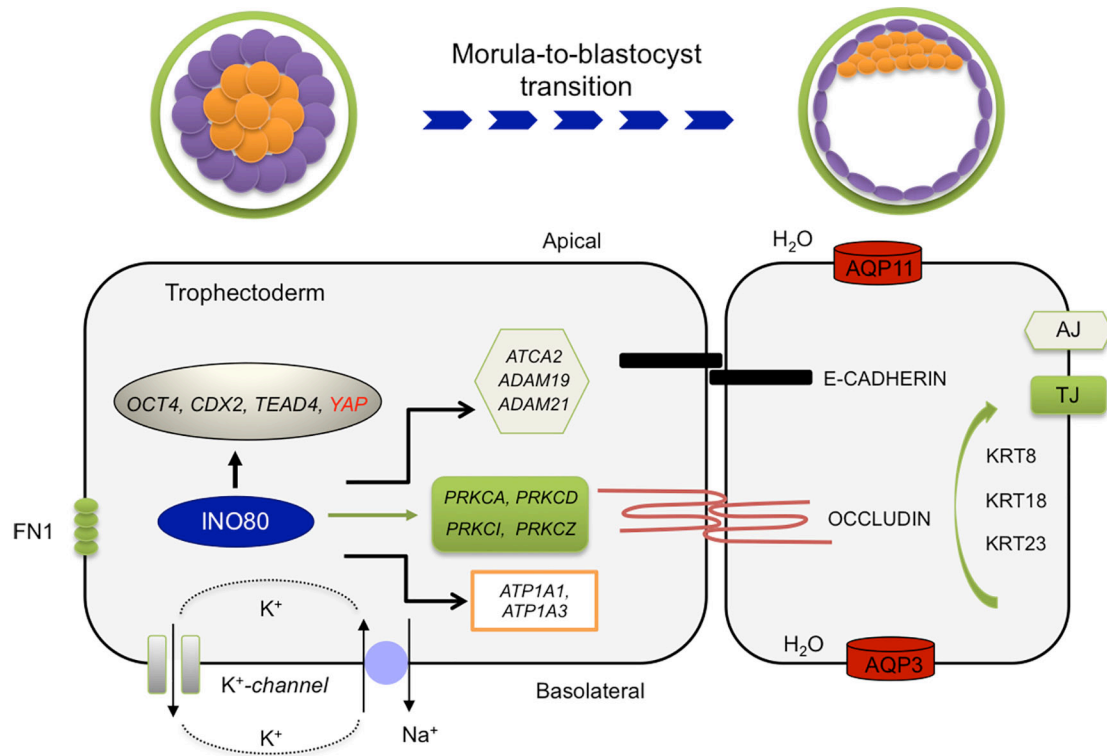 Morula-to-blastocyst
transition
Apical
H₂O
AQP11
Trophectoderm
AJ
ATCA2
ADAM19
ADAM21
E-CADHERIN
OCT4, CDX2, TEAD4, YAP
TJ
KRT8
INO80
PRKCA, PRKCD
PRKCI, PRKCZ
OCCLUDIN
KRT18
FN1
KRT23
ATP1A1,
ATP1A3
K⁺
H₂O
AQP3
K⁺-channel
Basolateral
K⁺
Na⁺